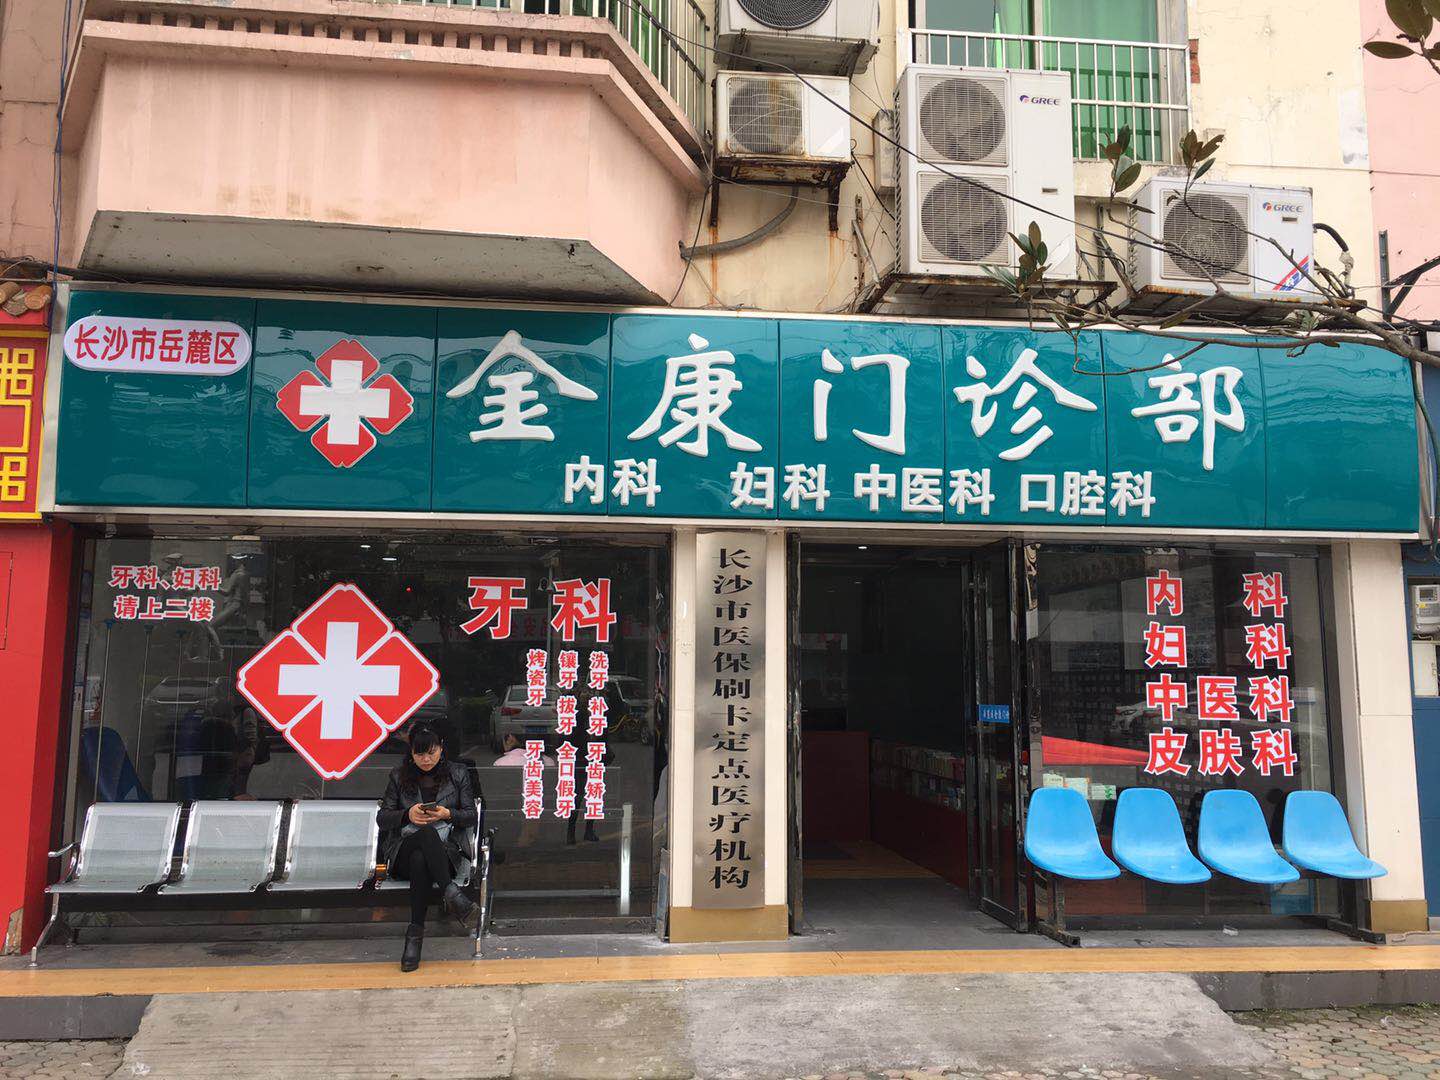 GREE
GREE
长沙市岳麓区
金康门诊部
内科 妇科 中医科 口腔科
牙科、妇科
请上二楼
牙科
洗牙 补牙 牙齿矫正
镶牙 拔牙 全口假牙
烤瓷牙 牙齿美容
长沙市医保刷卡定点医疗机构
内科
妇科
中医科
皮肤科